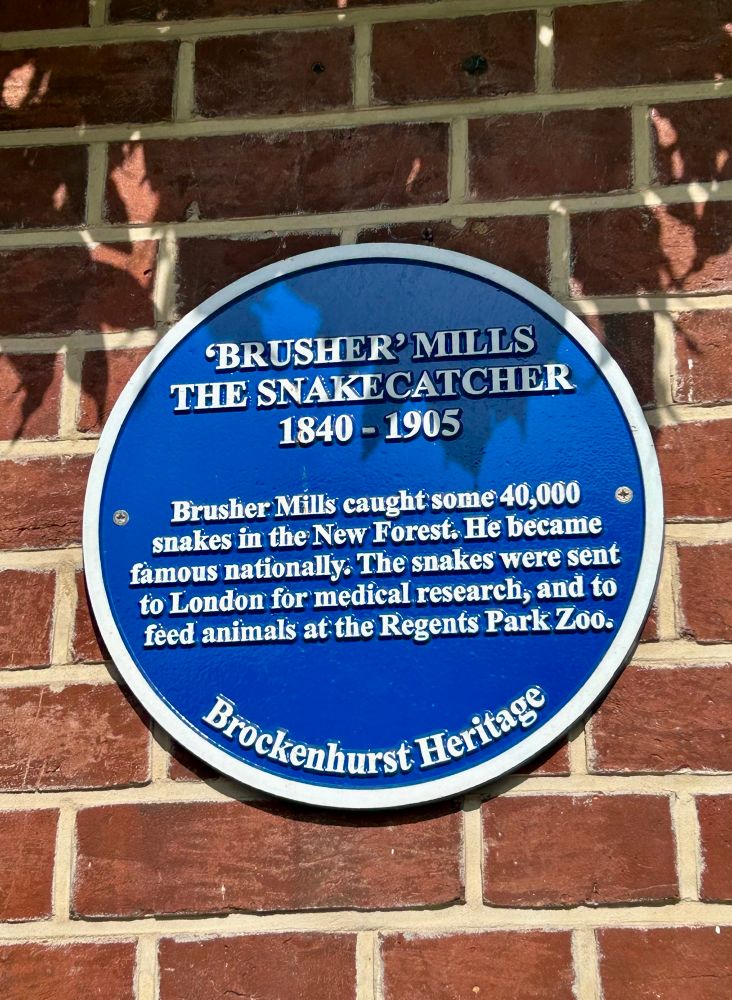 ‘BRUSHER’ MILLS
THE SNAKECATCHER
1840 - 1905
Brusher Mills caught some 40,000
snakes in the New Forest. He became
famous nationally. The snakes were sent
to London for medical research, and to
feed animals at the Regents Park Zoo.
Brockenhurst Heritage